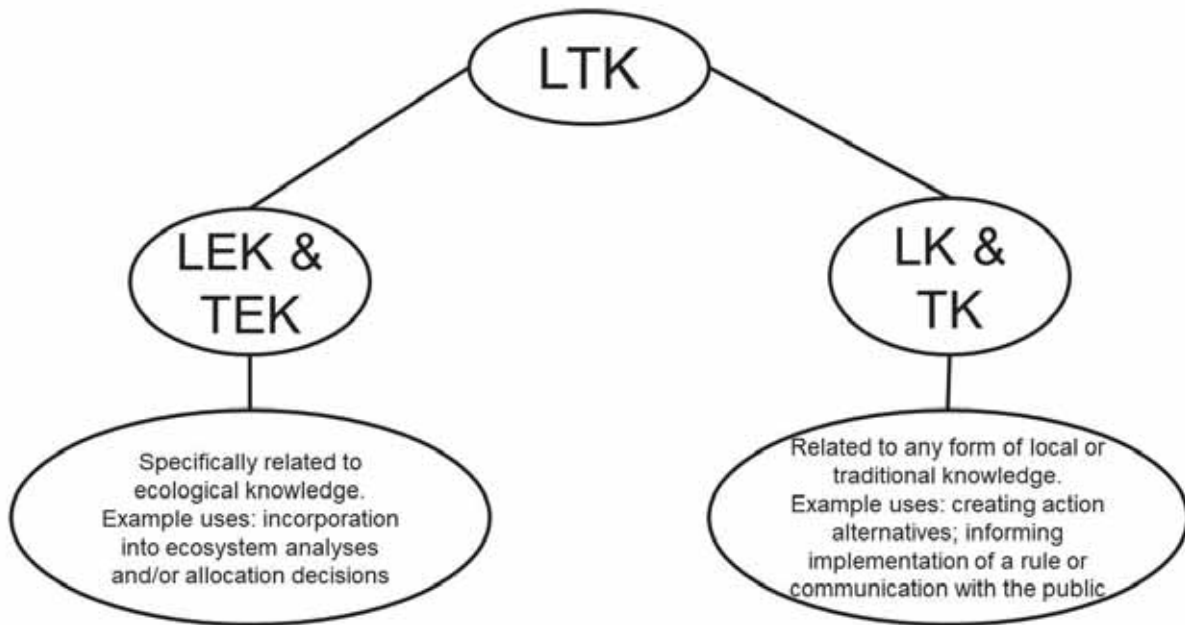 LTK
LEK &
TEK
LK &
TK
Specifically related to
ecological knowledge.
Example uses: incorporation
into ecosystem analyses
and/or allocation decisions
Related to any form of local or
traditional knowledge.
Example uses: creating action
alternatives; informing
implementation of a rule or
communication with the public